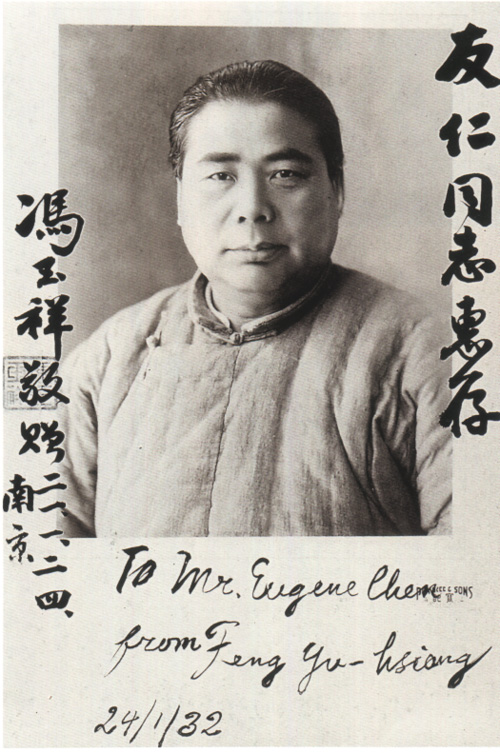 友仁同志惠存
馮玉祥敬贈
二一、一、二四、
南京
To Mr. Eugene Chen
from Feng Yu-hsiang
24/1/32
& SONS